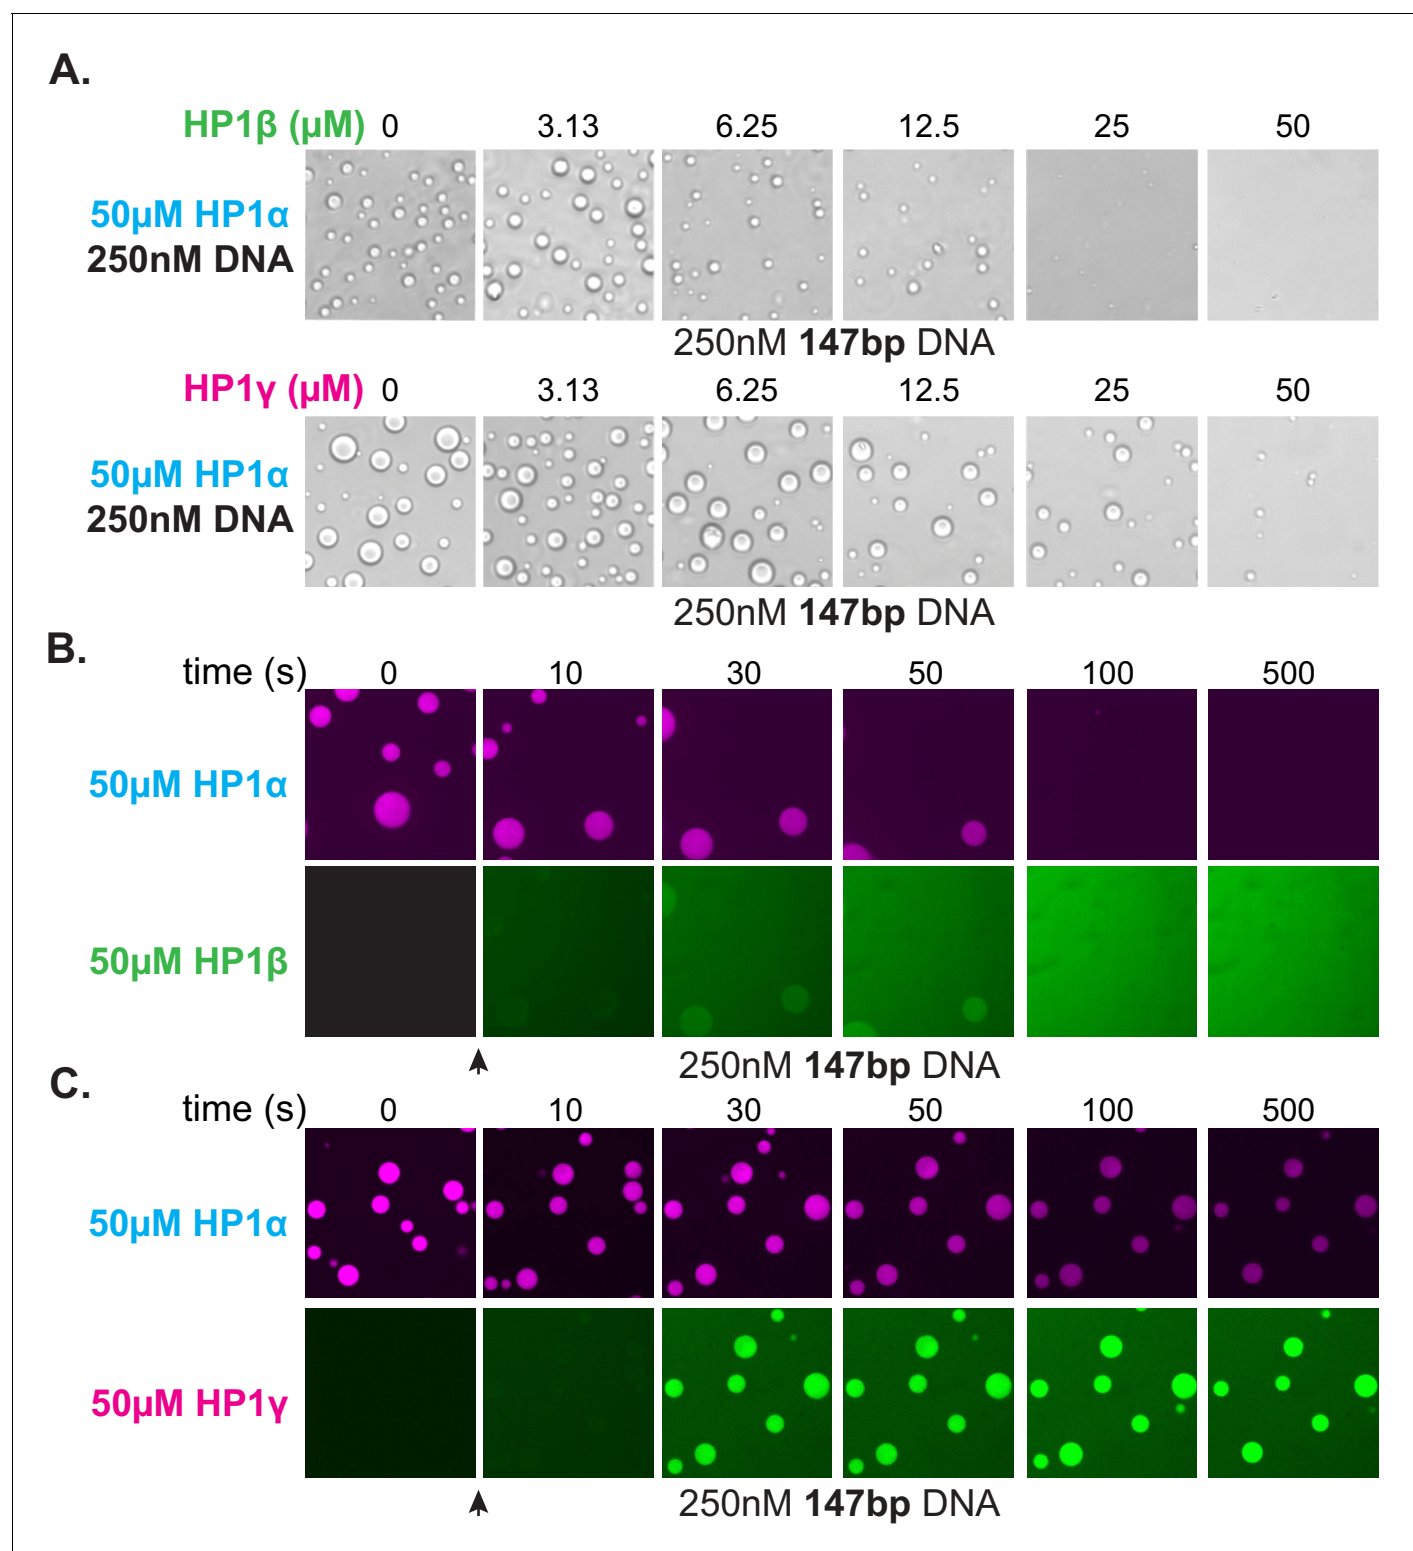 A.
HP1β (μM) 0 3.13 6.25 12.5 25 50
50μM HP1α
250nM DNA
250nM 147bp DNA
HP1γ (μM) 0 3.13 6.25 12.5 25 50
50μM HP1α
250nM DNA
250nM 147bp DNA
B.
time (s) 0 10 30 50 100 500
50μM HP1α
50μM HP1β
250nM 147bp DNA
C.
time (s) 0 10 30 50 100 500
50μM HP1α
50μM HP1γ
250nM 147bp DNA